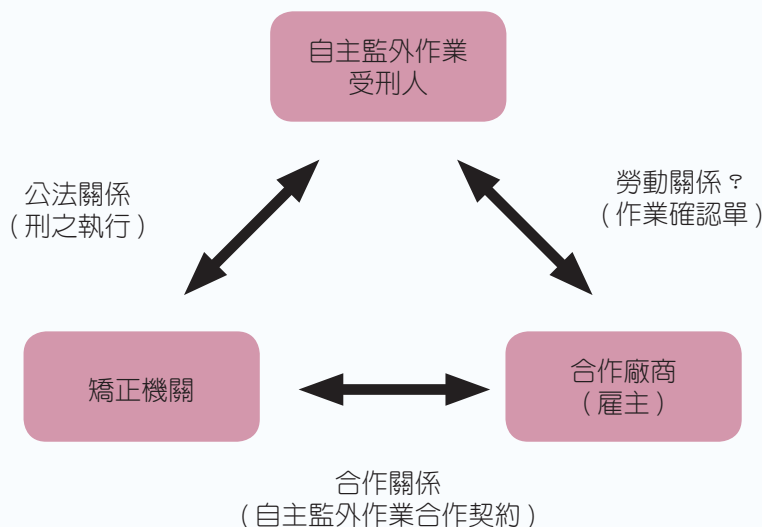 自主監外作業
受刑人
公法關係
（刑之執行）
勞動關係？
（作業確認單）
矯正機關
合作廠商
（雇主）
合作關係
（自主監外作業合作契約）